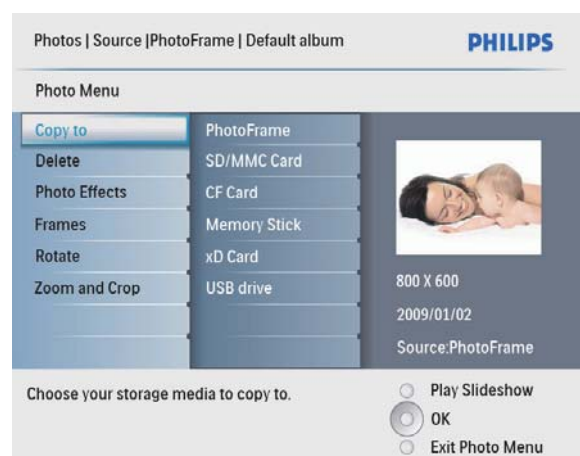 Photos | Source |PhotoFrame | Default album
PHILIPS
Photo Menu
Copy to
Delete
Photo Effects
Frames
Rotate
Zoom and Crop
PhotoFrame
SD/MMC Card
CF Card
Memory Stick
xD Card
USB drive
800 X 600
2009/01/02
Source:PhotoFrame
Choose your storage media to copy to.
Play Slideshow
OK
Exit Photo Menu